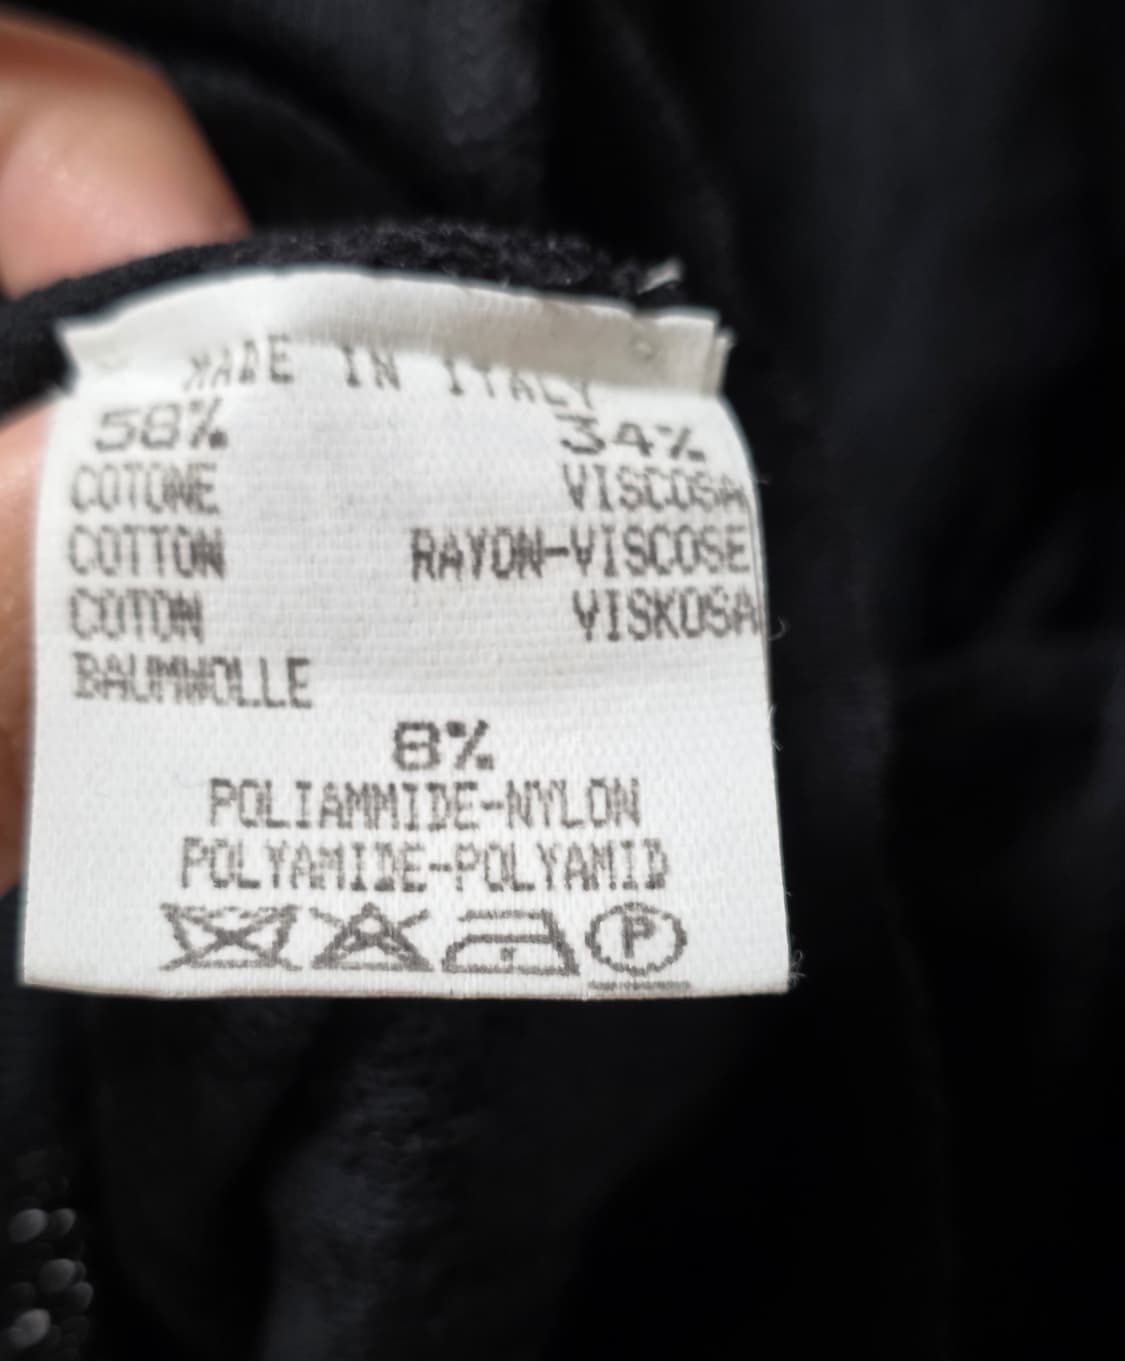 MADE IN ITALY
58% 34%
COTONE VISCOSA
COTTON RAYON-VISCOSE
COTON VISKOSA
BAUMWOLLE
8%
POLIAMMIDE-NYLON
POLYAMIDE-POLYAMID
P